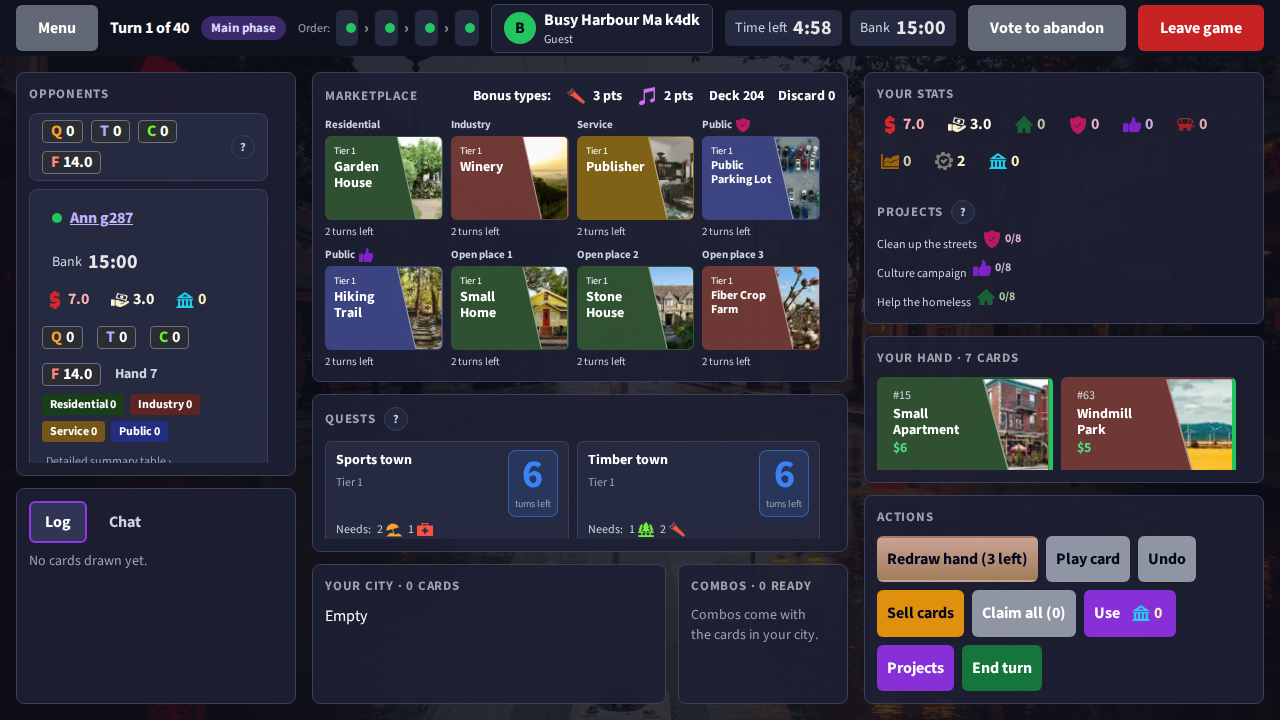 Menu
Turn 1 of 40
Main phase
Order:
› › ›
B
Busy Harbour Ma k4dk
Guest
Time left 4:58
Bank 15:00
Vote to abandon
Leave game
OPPONENTS
Q 0 T 0 C 0
F 14.0
?
Ann g287
Bank 15:00
7.0 3.0 0
Q 0 T 0 C 0
F 14.0 Hand 7
Residential 0 Industry 0
Service 0 Public 0
Detailed summary table ›
Log Chat
No cards drawn yet.
MARKETPLACE
Bonus types: 3 pts 2 pts Deck 204 Discard 0
Residential Industry Service Public
Tier 1
Garden
House
2 turns left
Tier 1
Winery
2 turns left
Tier 1
Publisher
2 turns left
Tier 1
Public
Parking Lot
2 turns left
Public Open place 1 Open place 2 Open place 3
Tier 1
Hiking
Trail
2 turns left
Tier 1
Small
Home
2 turns left
Tier 1
Stone
House
2 turns left
Tier 1
Fiber Crop
Farm
2 turns left
QUESTS ?
Sports town
Tier 1
6
turns left
Needs: 2 1
Timber town
Tier 1
6
turns left
Needs: 1 2
YOUR CITY · 0 CARDS
Empty
COMBOS · 0 READY
Combos come with
the cards in your city.
YOUR STATS
$ 7.0 3.0 0 0 0 0
0 2 0
PROJECTS ?
Clean up the streets 0/8
Culture campaign 0/8
Help the homeless 0/8
YOUR HAND · 7 CARDS
#15
Small
Apartment
$6
#63
Windmill
Park
$5
ACTIONS
Redraw hand (3 left) Play card Undo
Sell cards Claim all (0) Use 0
Projects End turn